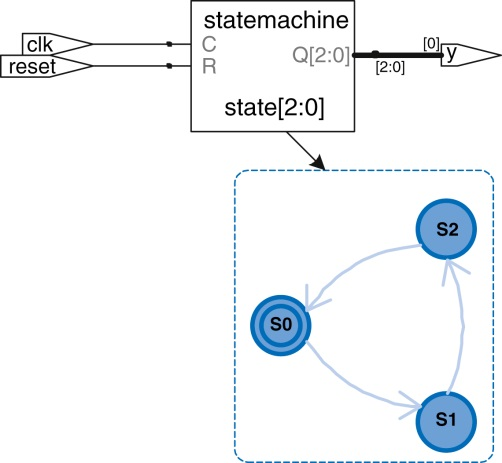 statemachine
clk
C
reset
R
Q[2:0]
[0]
y
[2:0]
state[2:0]
S2
S0
S1